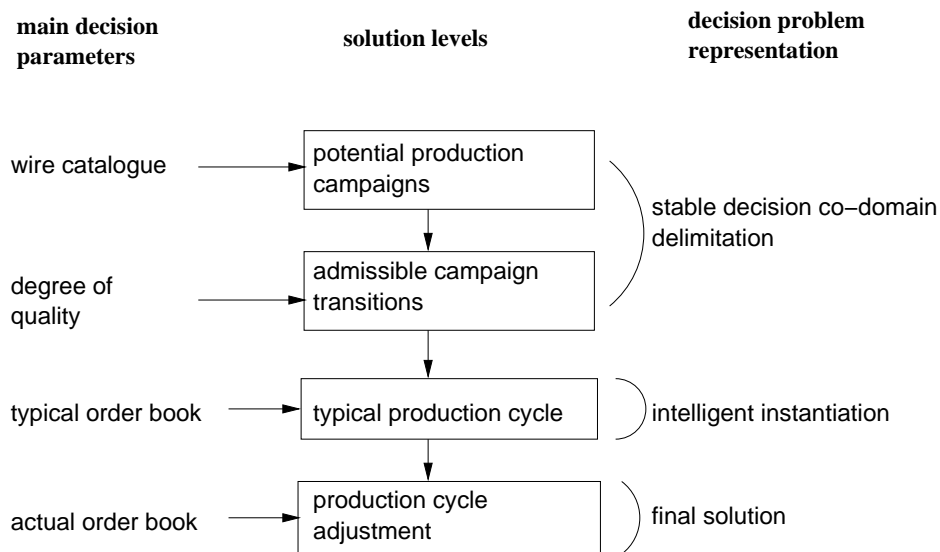 main decision
parameters
solution levels
decision problem
representation
wire catalogue
potential production
campaigns
stable decision co−domain
delimitation
degree of
quality
admissible campaign
transitions
typical order book
typical production cycle
intelligent instantiation
actual order book
production cycle
adjustment
final solution